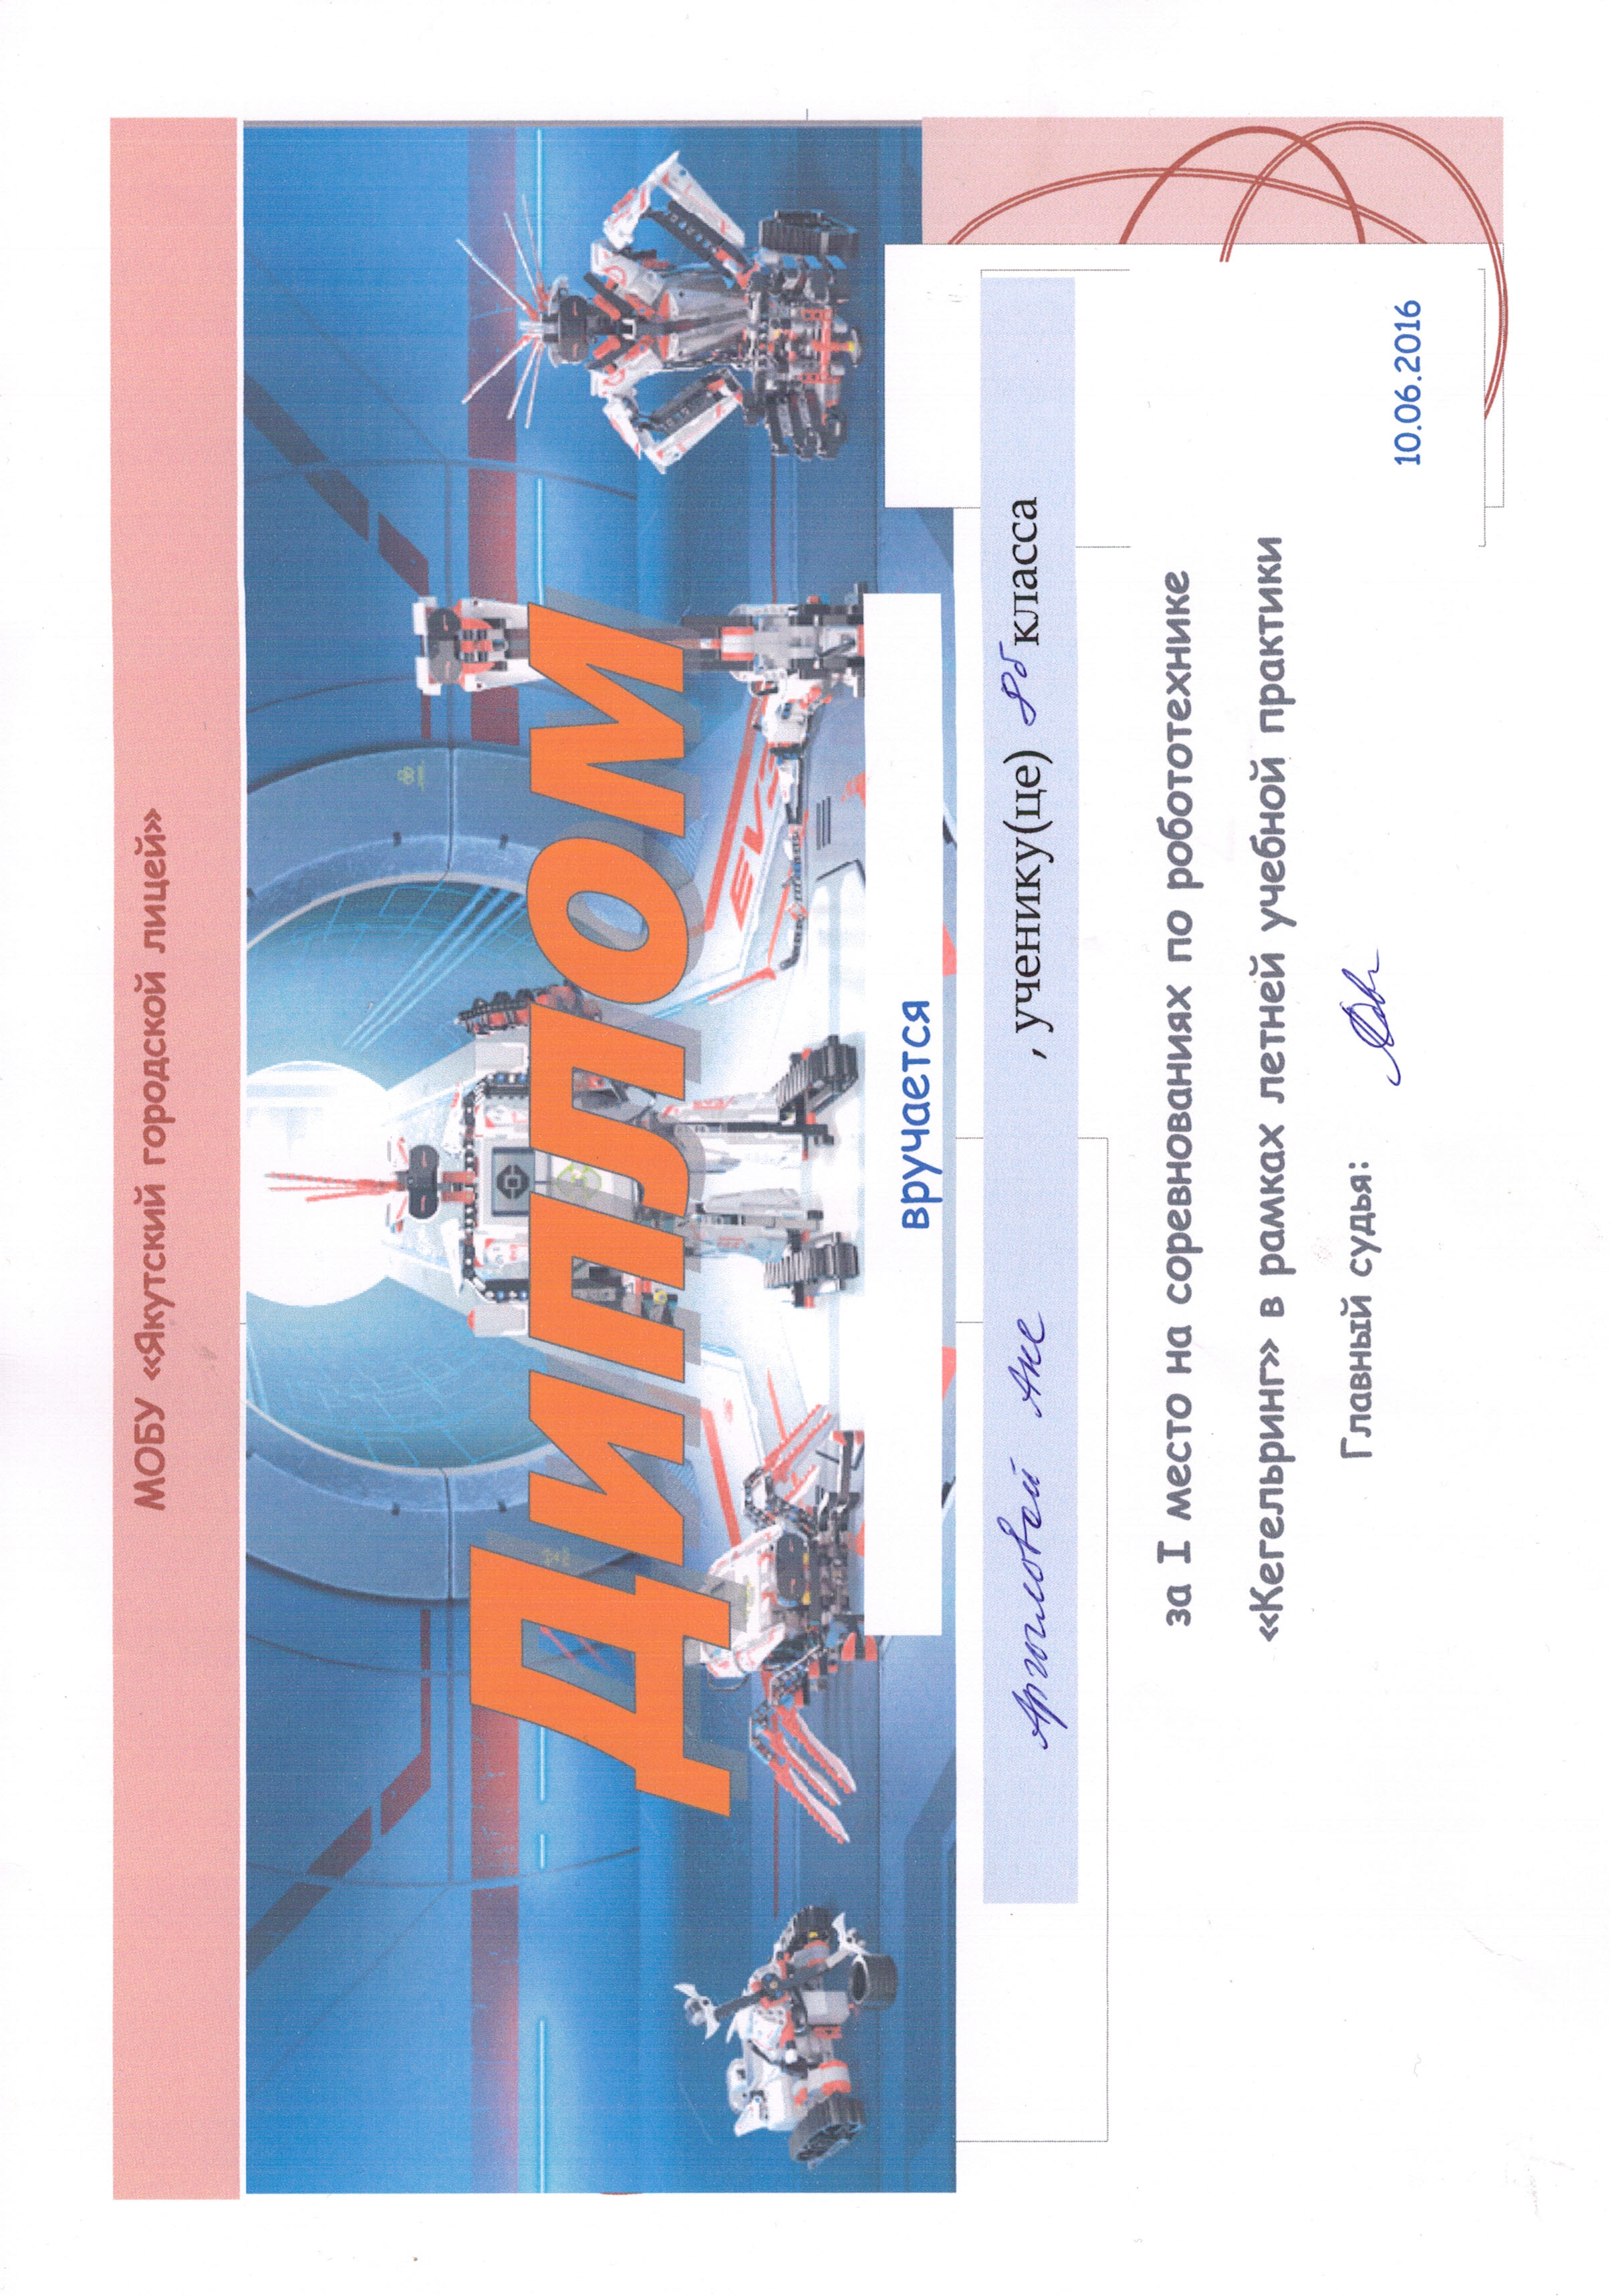 МОБУ «Якутский городской лицей»
Диплом
EV3
вручается
Аргыловой Ане , ученику(це) 8б класса
за I место на соревнованиях по робототехнике
«Кегельринг» в рамках летней учебной практики
Главный судья:
10.06.2016